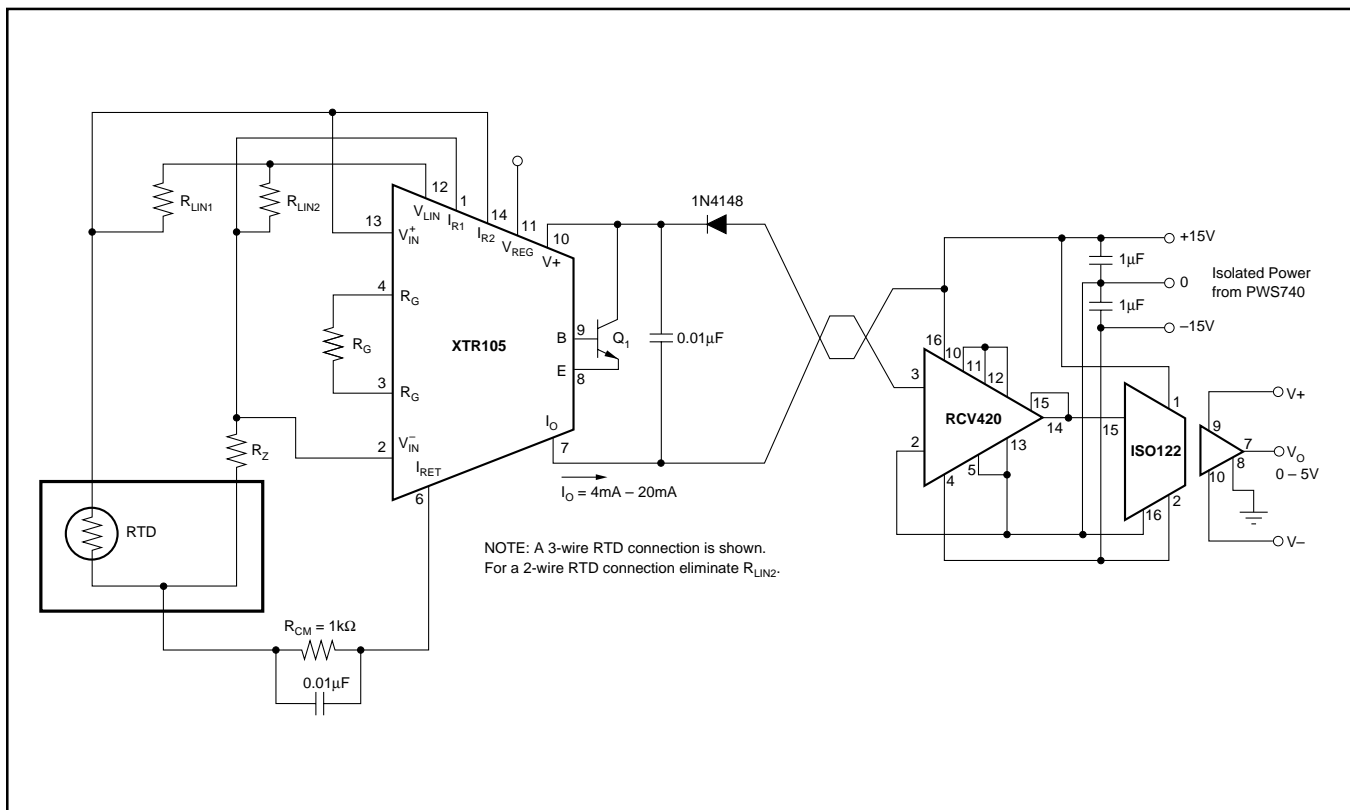 12
1
14
11
10
13
V_LIN
I_R1
I_R2
V_REG
V+
R_LIN1
R_LIN2
V⁺_IN
4
R_G
R_G
XTR105
3
R_G
2
V⁻_IN
R_Z
I_RET
6
9
B
E
8
Q₁
I_O
7
0.01µF
1N4148
I_O = 4mA – 20mA
RTD
R_CM = 1kΩ
0.01µF
NOTE: A 3-wire RTD connection is shown.
For a 2-wire RTD connection eliminate R_LIN2.
16
10
11
12
3
RCV420
15
14
2
13
5
4
+15V
1µF
0
1µF
–15V
Isolated Power
from PWS740
1
15
ISO122
2
16
9
7
8
10
V+
V_O
0 – 5V
V–